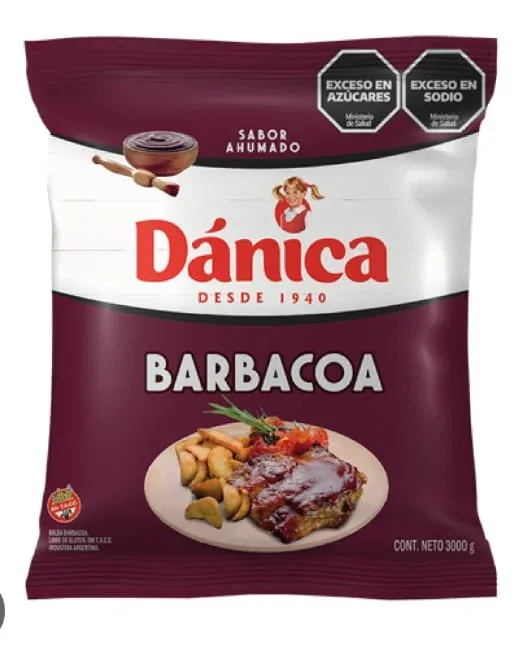 EXCESO EN
AZÚCARES
Ministerio
de Salud
EXCESO EN
SODIO
Ministerio
de Salud
SABOR
AHUMADO
Dánica
DESDE 1940
BARBACOA
SIN T.A.C.C.
SALSA BARBACOA.
LIBRE DE GLUTEN. SIN T.A.C.C.
INDUSTRIA ARGENTINA.
CONT. NETO 3000 g